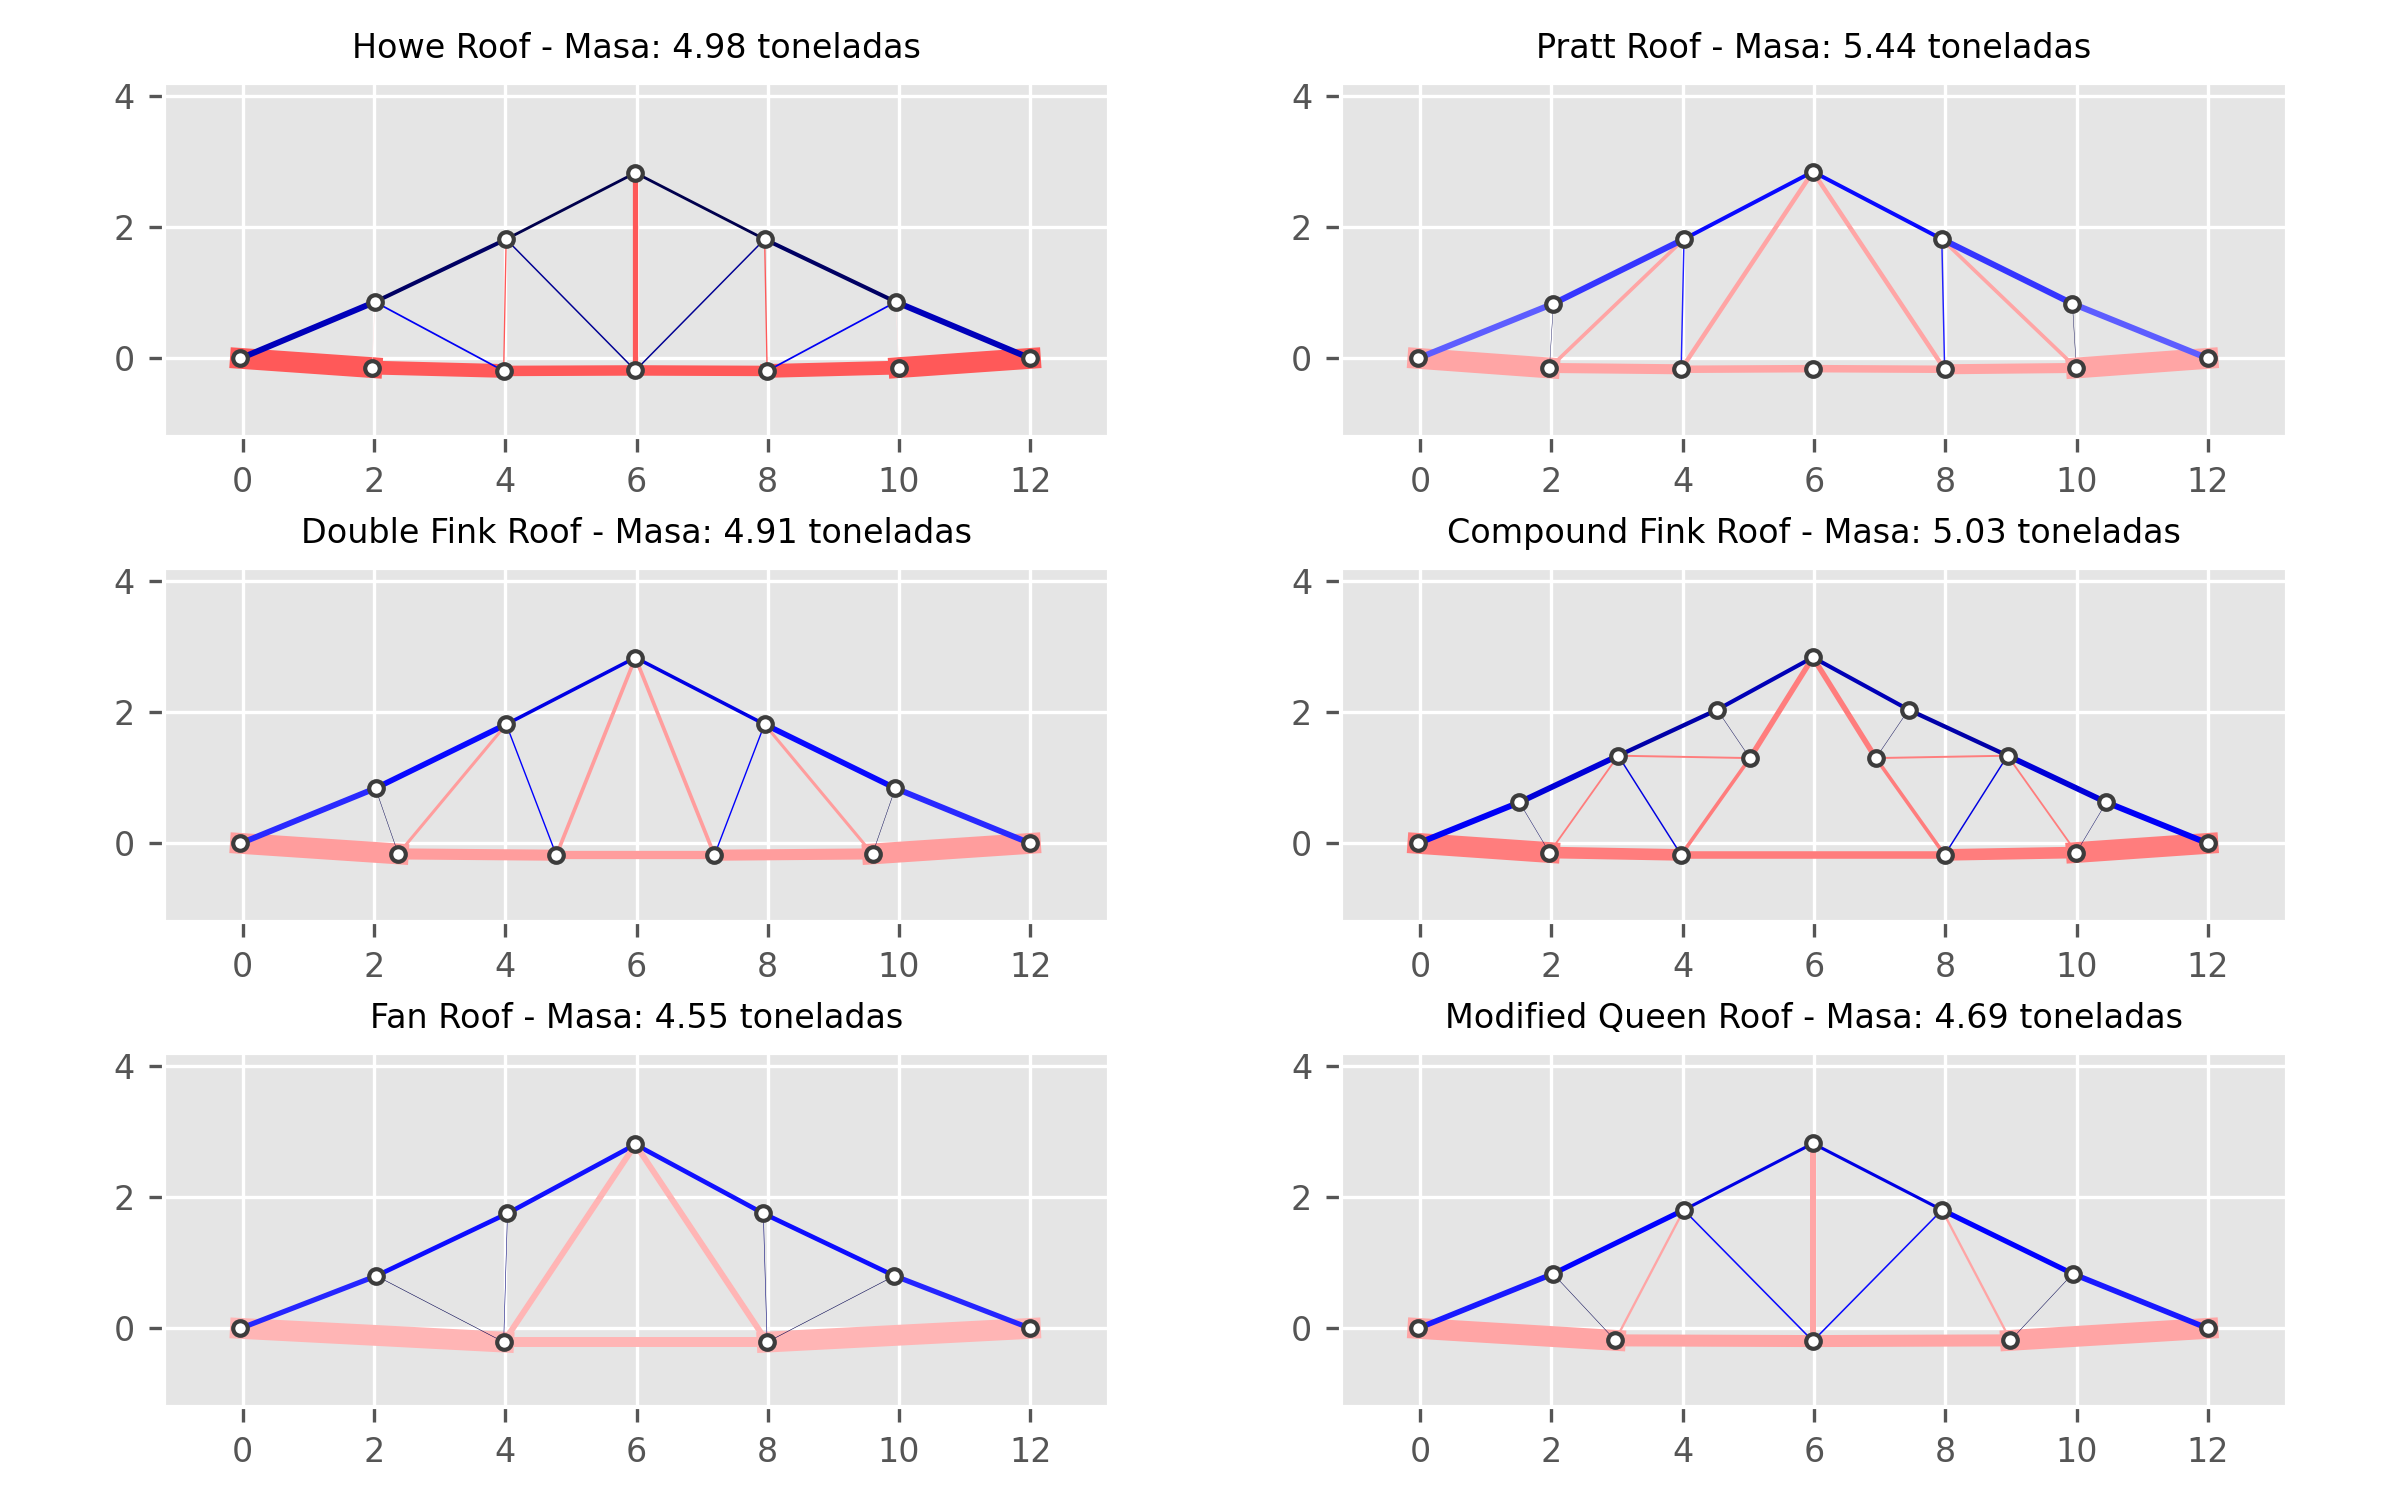 Howe Roof - Masa: 4.98 toneladas
4
2
0
0 2 4 6 8 10 12
Pratt Roof - Masa: 5.44 toneladas
4
2
0
0 2 4 6 8 10 12
Double Fink Roof - Masa: 4.91 toneladas
4
2
0
0 2 4 6 8 10 12
Compound Fink Roof - Masa: 5.03 toneladas
4
2
0
0 2 4 6 8 10 12
Fan Roof - Masa: 4.55 toneladas
4
2
0
0 2 4 6 8 10 12
Modified Queen Roof - Masa: 4.69 toneladas
4
2
0
0 2 4 6 8 10 12